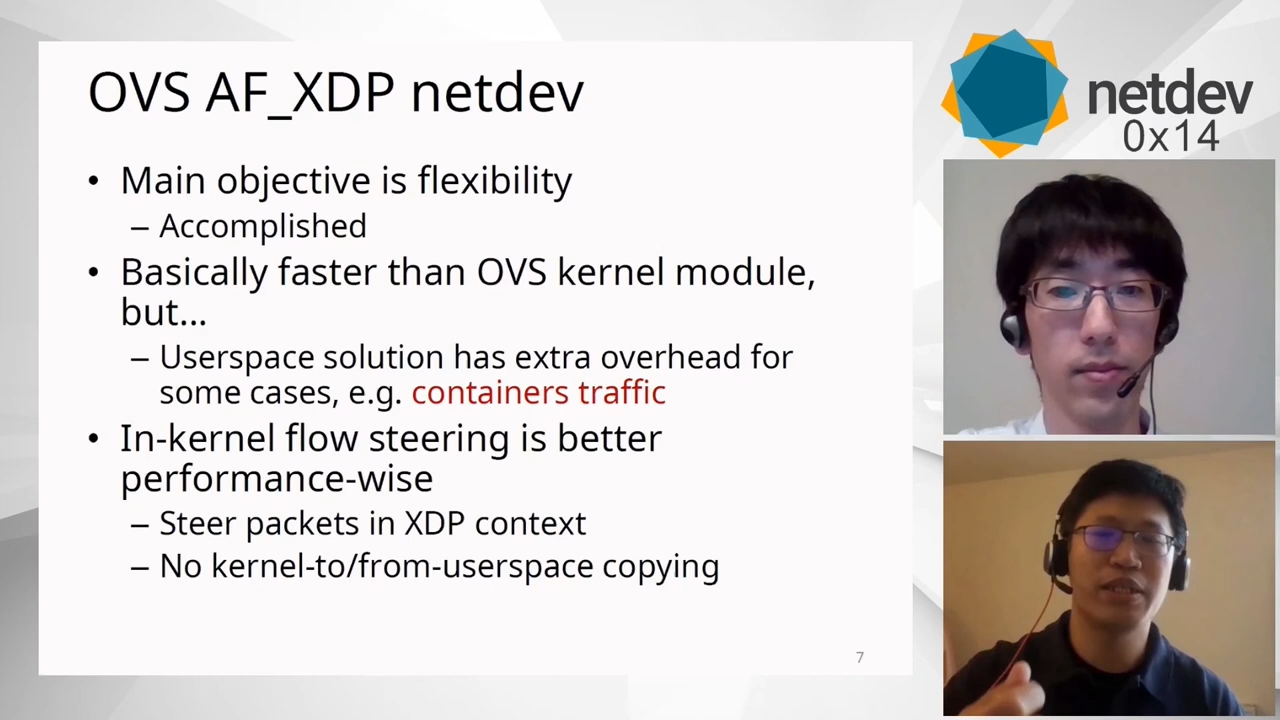 OVS AF_XDP netdev
• Main objective is flexibility
– Accomplished
• Basically faster than OVS kernel module,
but...
– Userspace solution has extra overhead for
some cases, e.g. containers traffic
• In-kernel flow steering is better
performance-wise
– Steer packets in XDP context
– No kernel-to/from-userspace copying
7
netdev
0x14